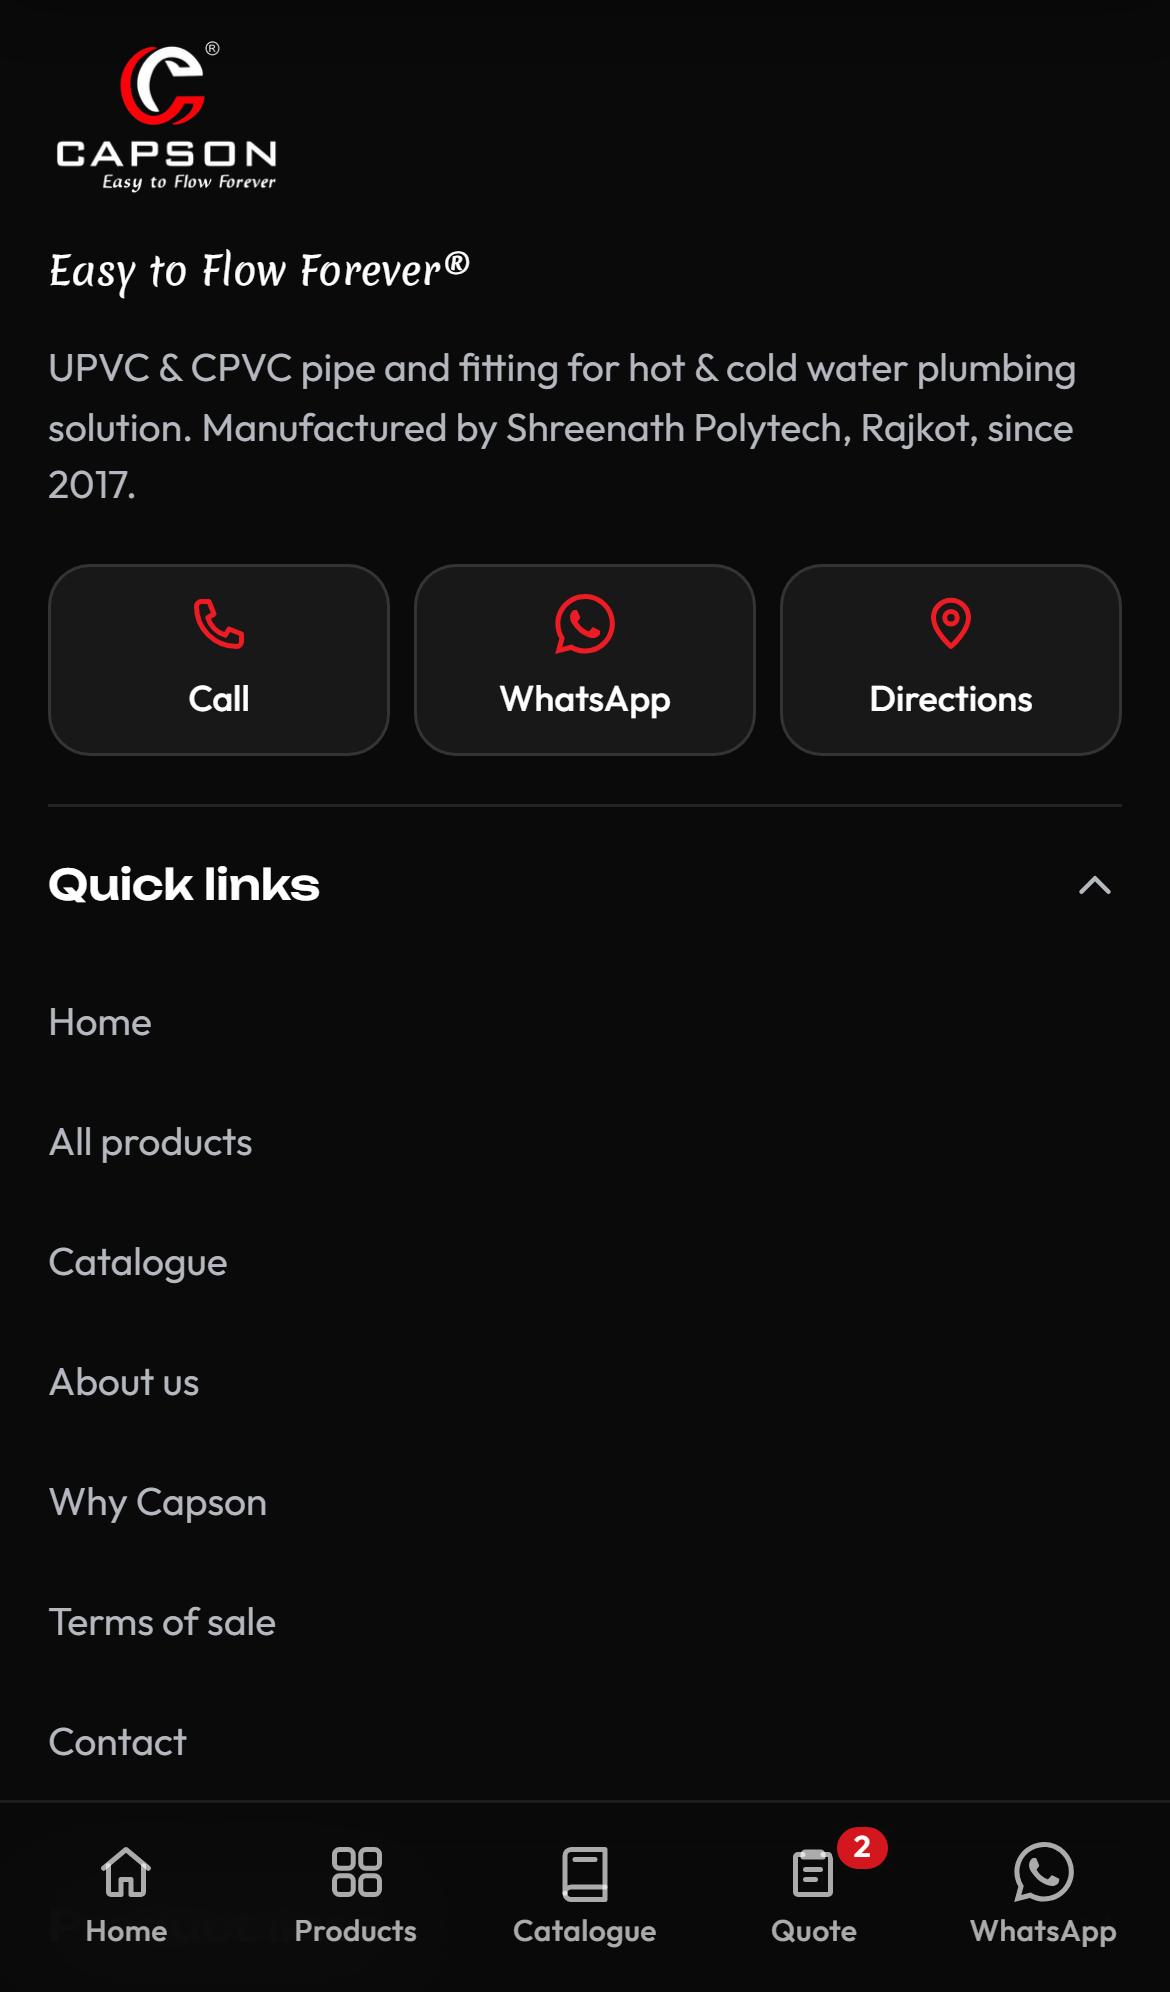 ®
CAPSON
Easy to Flow Forever
Easy to Flow Forever®
UPVC & CPVC pipe and fitting for hot & cold water plumbing
solution. Manufactured by Shreenath Polytech, Rajkot, since
2017.
Call
WhatsApp
Directions
Quick links
Home
All products
Catalogue
About us
Why Capson
Terms of sale
Contact
2
Home
Products
Catalogue
Quote
WhatsApp